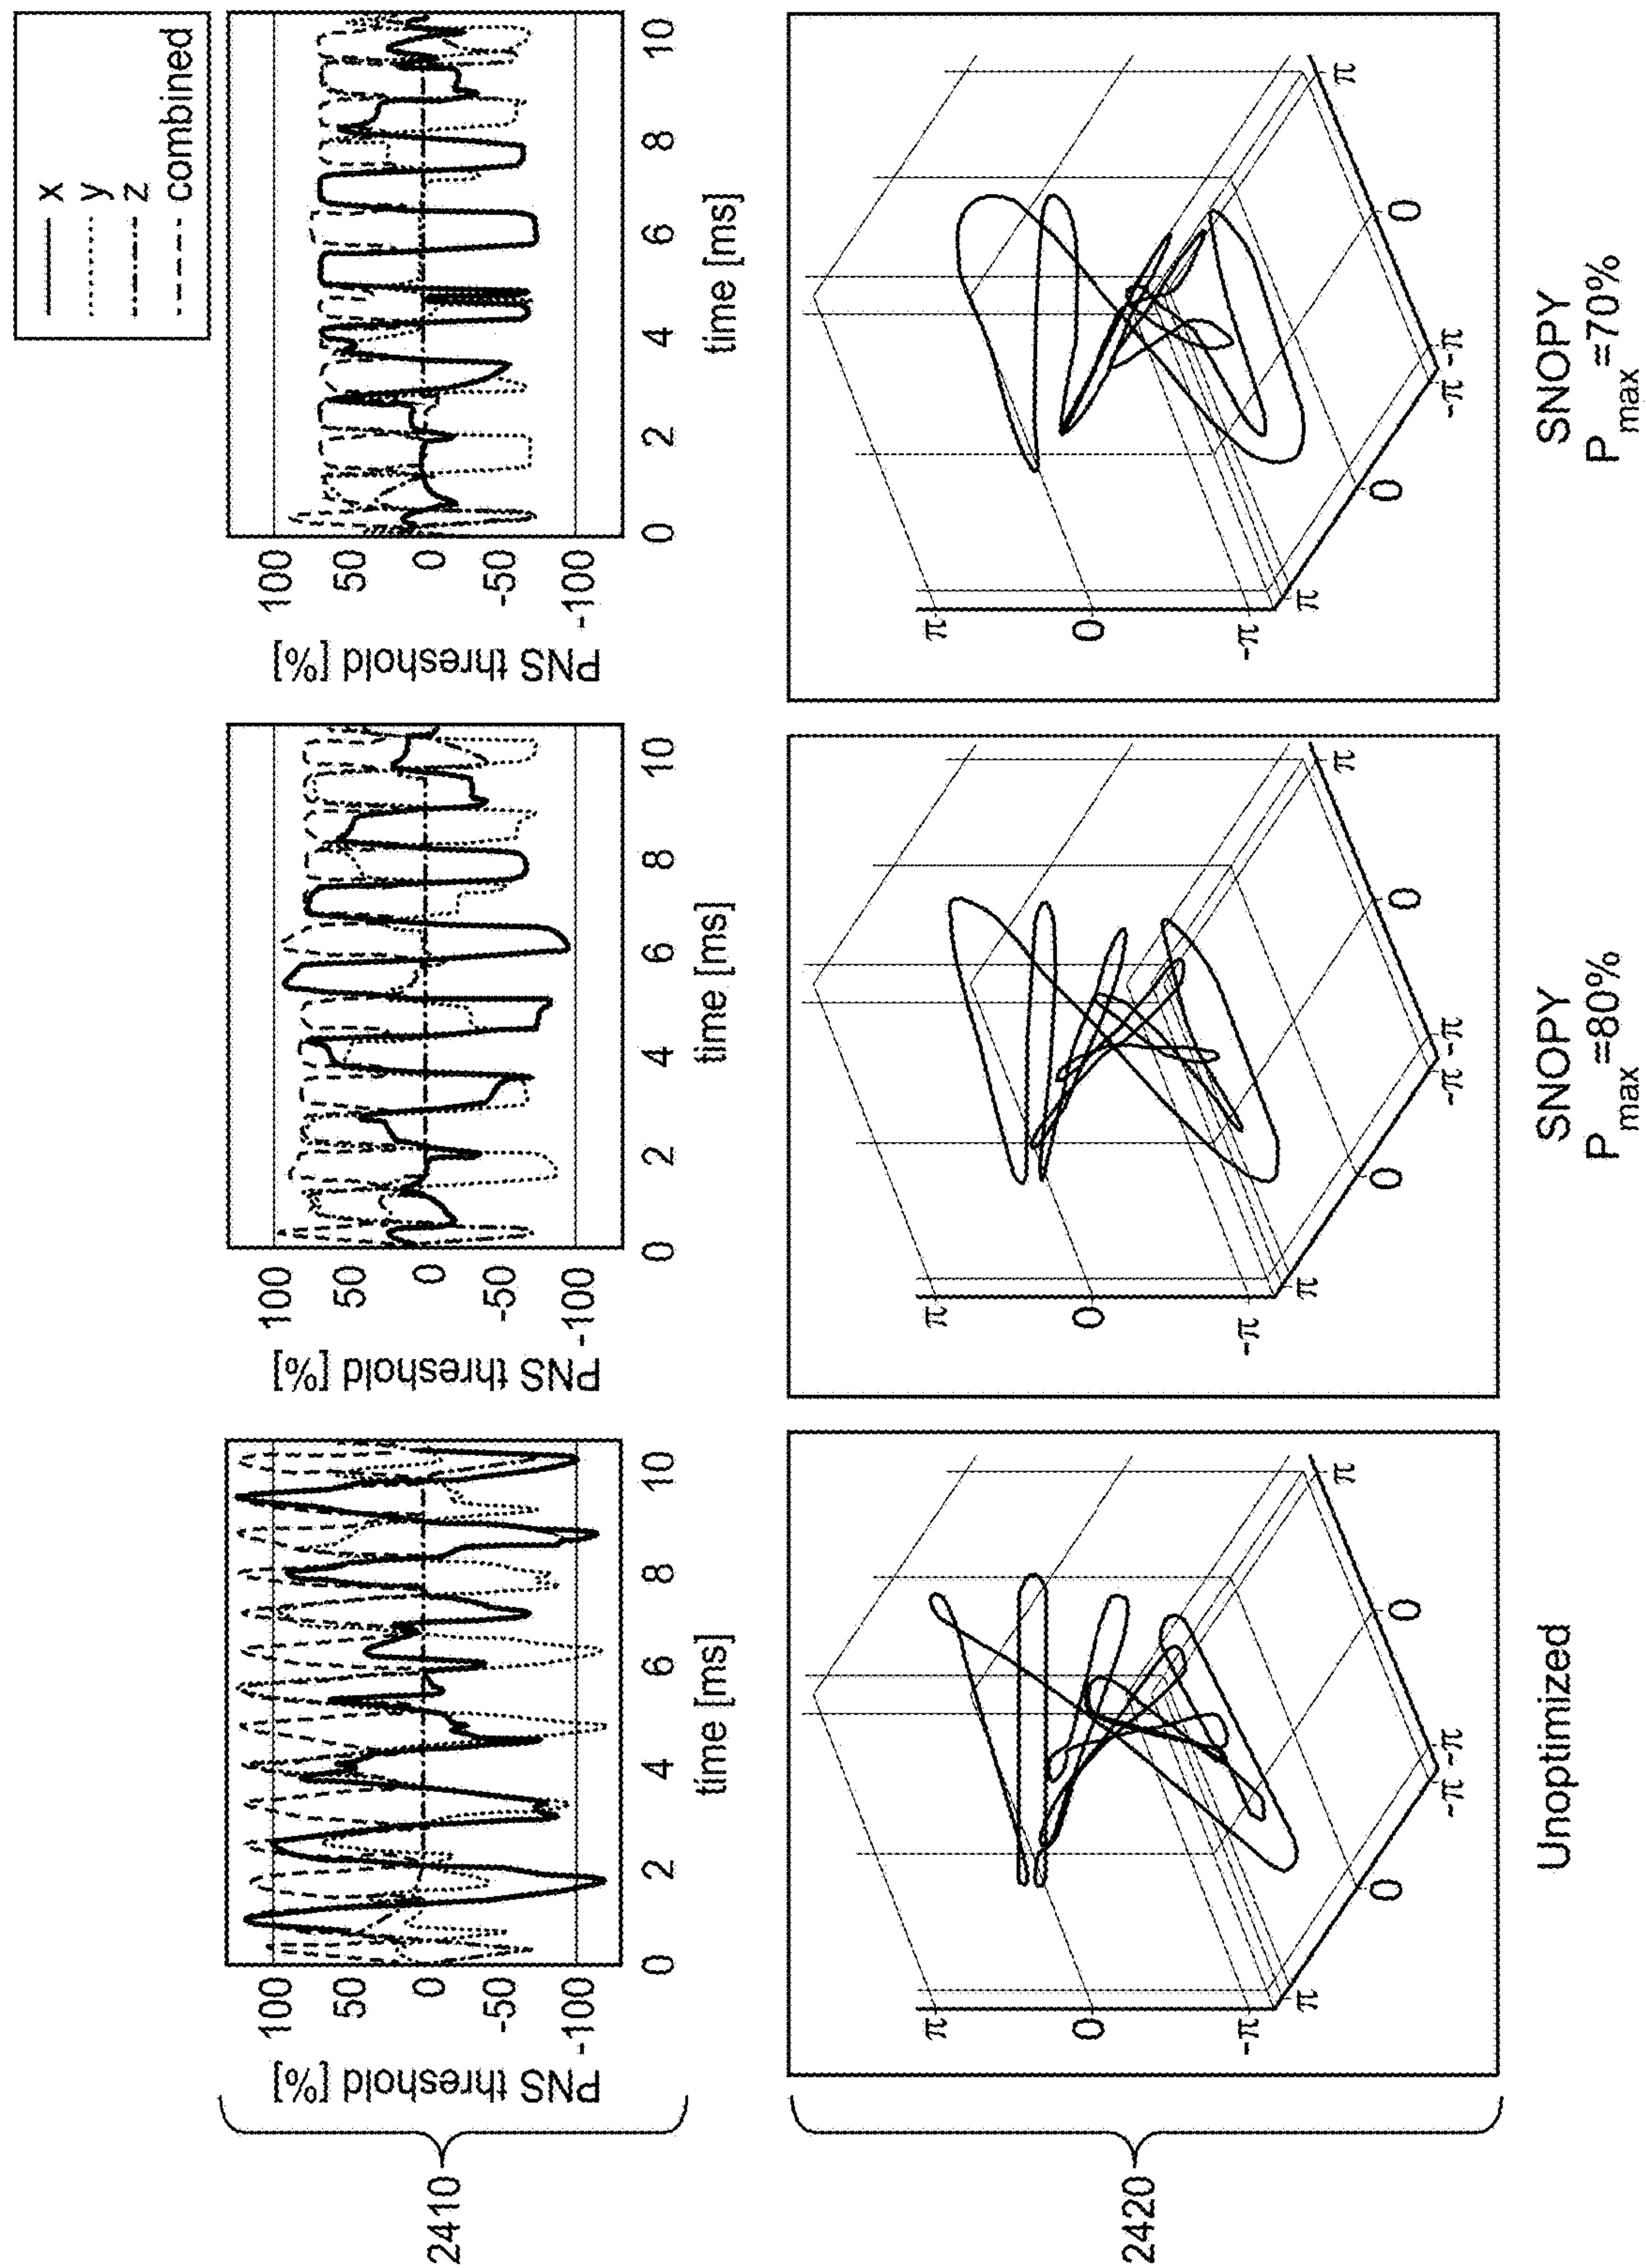 x
y
z
combined
2410
PNS threshold [%]
100
50
0
-50
-100
0 2 4 6 8 10
time [ms]
PNS threshold [%]
100
50
0
-50
-100
0 2 4 6 8 10
time [ms]
PNS threshold [%]
100
50
0
-50
-100
0 2 4 6 8 10
time [ms]
2420
π
0
-π
π
0
-π
-π
0
π
Unoptimized
π
0
-π
π
0
-π
-π
0
π
SNOPY
Pmax=80%
π
0
-π
π
0
-π
-π
0
π
SNOPY
Pmax=70%